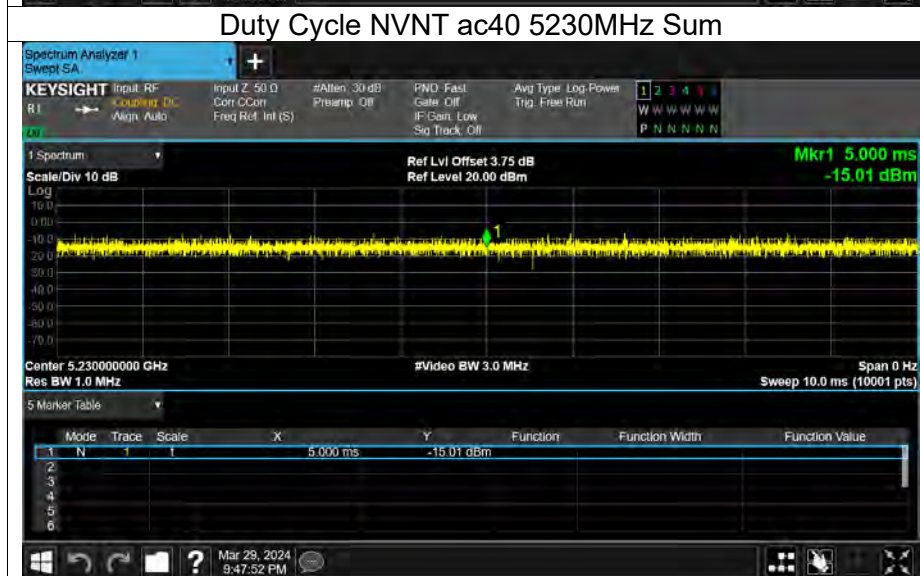 Duty Cycle NVNT ac40 5230MHz Sum
Spectrum Analyzer 1
Swept SA
+
KEYSIGHT Input: RF Input Z: 50 Ω #Atten: 30 dB PNO: Fast Avg Type: Log-Power 1 2 3 4 5 6
R L Coupling: DC Corr CCorr Preamp: Off Gate: Off Trig: Free Run W W W W W W
Align: Auto Freq Ref: Int (S) IF Gain: Low
Sig Track: Off P N N N N N
LXI
1 Spectrum Ref Lvl Offset 3.75 dB Mkr1 5.000 ms
Scale/Div 10 dB Ref Level 20.00 dBm -15.01 dBm
Log
10.0
0.00
-10.0
-20.0
-30.0
-40.0
-50.0
-60.0
-70.0
1
Center 5.230000000 GHz #Video BW 3.0 MHz Span 0 Hz
Res BW 1.0 MHz Sweep 10.0 ms (10001 pts)
5 Marker Table
Mode Trace Scale X Y Function Function Width Function Value
1 N 1 t 5.000 ms -15.01 dBm
2
3
4
5
6
? Mar 29, 2024
9:47:52 PM